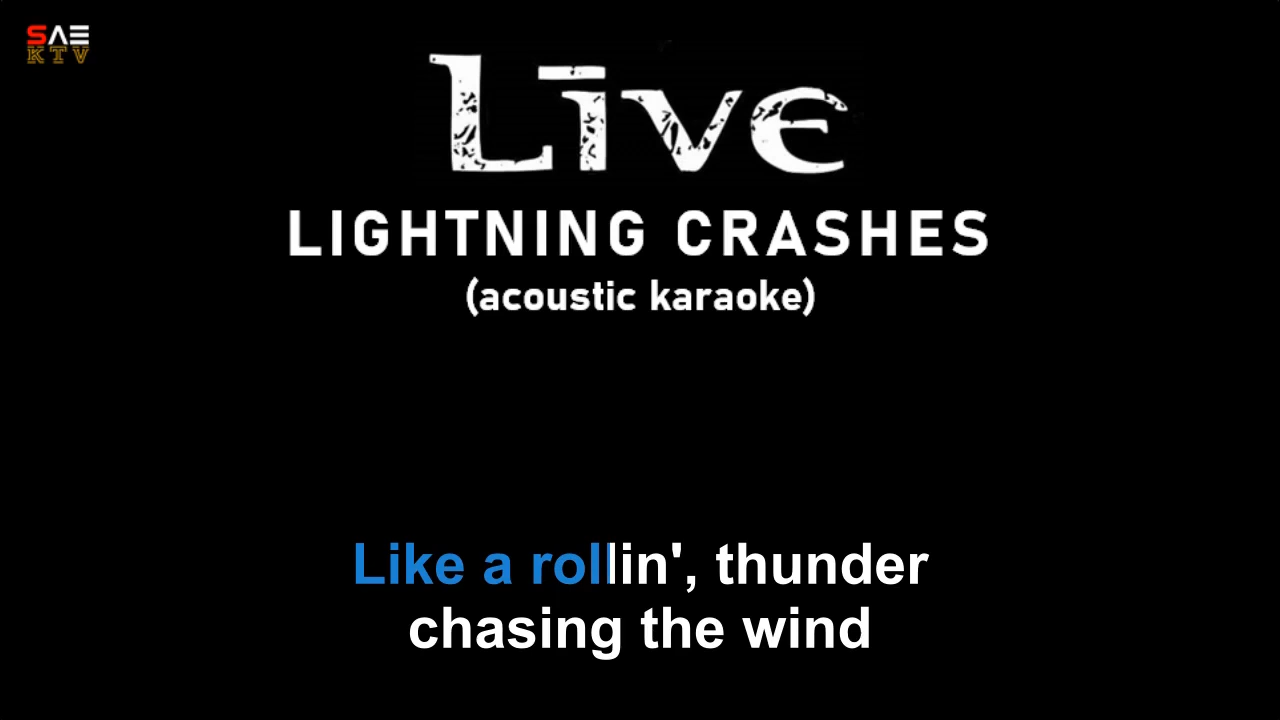 SAE
KTV
Live
LIGHTNING CRASHES
(acoustic karaoke)
Like a rollin', thunder
chasing the wind